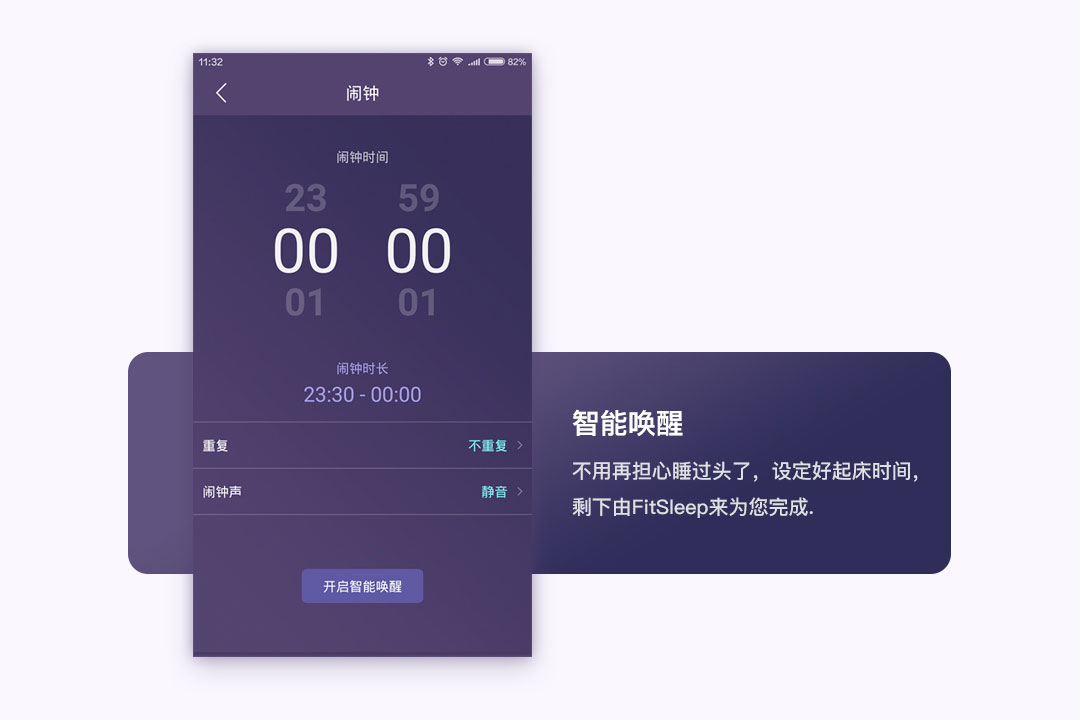 11:32
82%
闹钟
闹钟时间
23 59
00 00
01 01
闹钟时长
23:30 - 00:00
重复 不重复
闹钟声 静音
开启智能唤醒
智能唤醒
不用再担心睡过头了，设定好起床时间，
剩下由FitSleep来为您完成.